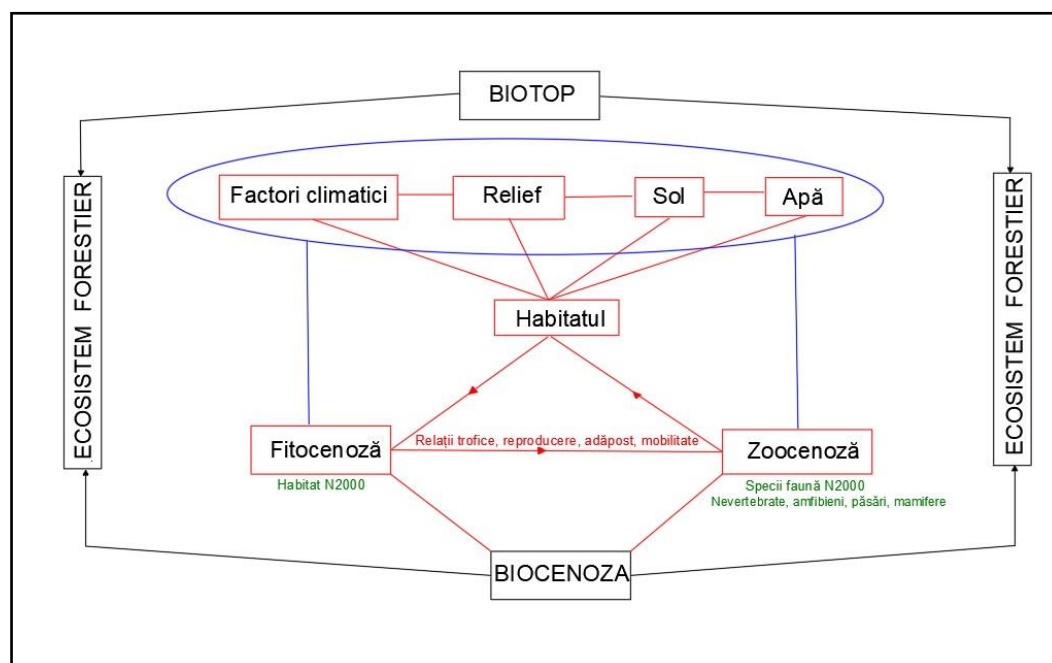 BIOTOP
ECOSISTEM FORESTIER
Factori climatici
Relief
Sol
Apă
ECOSISTEM FORESTIER
Habitatul
Fitocenoză
Relații trofice, reproducere, adăpost, mobilitate
Zoocenoză
Habitat N2000
Specii faună N2000
Nevertebrate, amfibieni, păsări, mamifere
BIOCENOZA